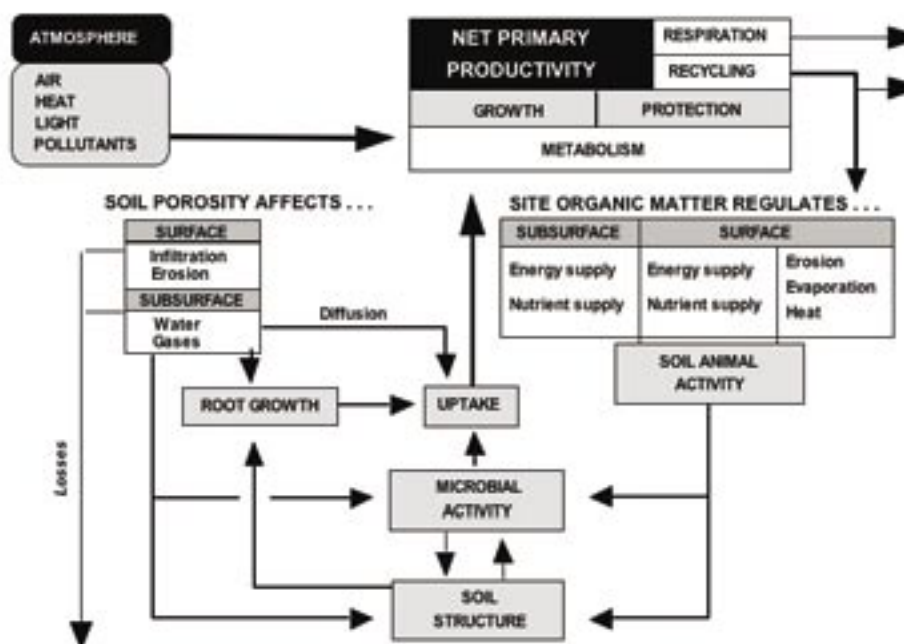 ATMOSPHERE
AIR
HEAT
LIGHT
POLLUTANTS
NET PRIMARY
PRODUCTIVITY
RESPIRATION
RECYCLING
GROWTH
PROTECTION
METABOLISM
SOIL POROSITY AFFECTS . . .
SURFACE
Infiltration
Erosion
SUBSURFACE
Water
Gases
Diffusion
SITE ORGANIC MATTER REGULATES . . .
SUBSURFACE
SURFACE
Energy supply
Nutrient supply
Energy supply
Nutrient supply
Erosion
Evaporation
Heat
SOIL ANIMAL
ACTIVITY
ROOT GROWTH
UPTAKE
Losses
MICROBIAL
ACTIVITY
SOIL
STRUCTURE